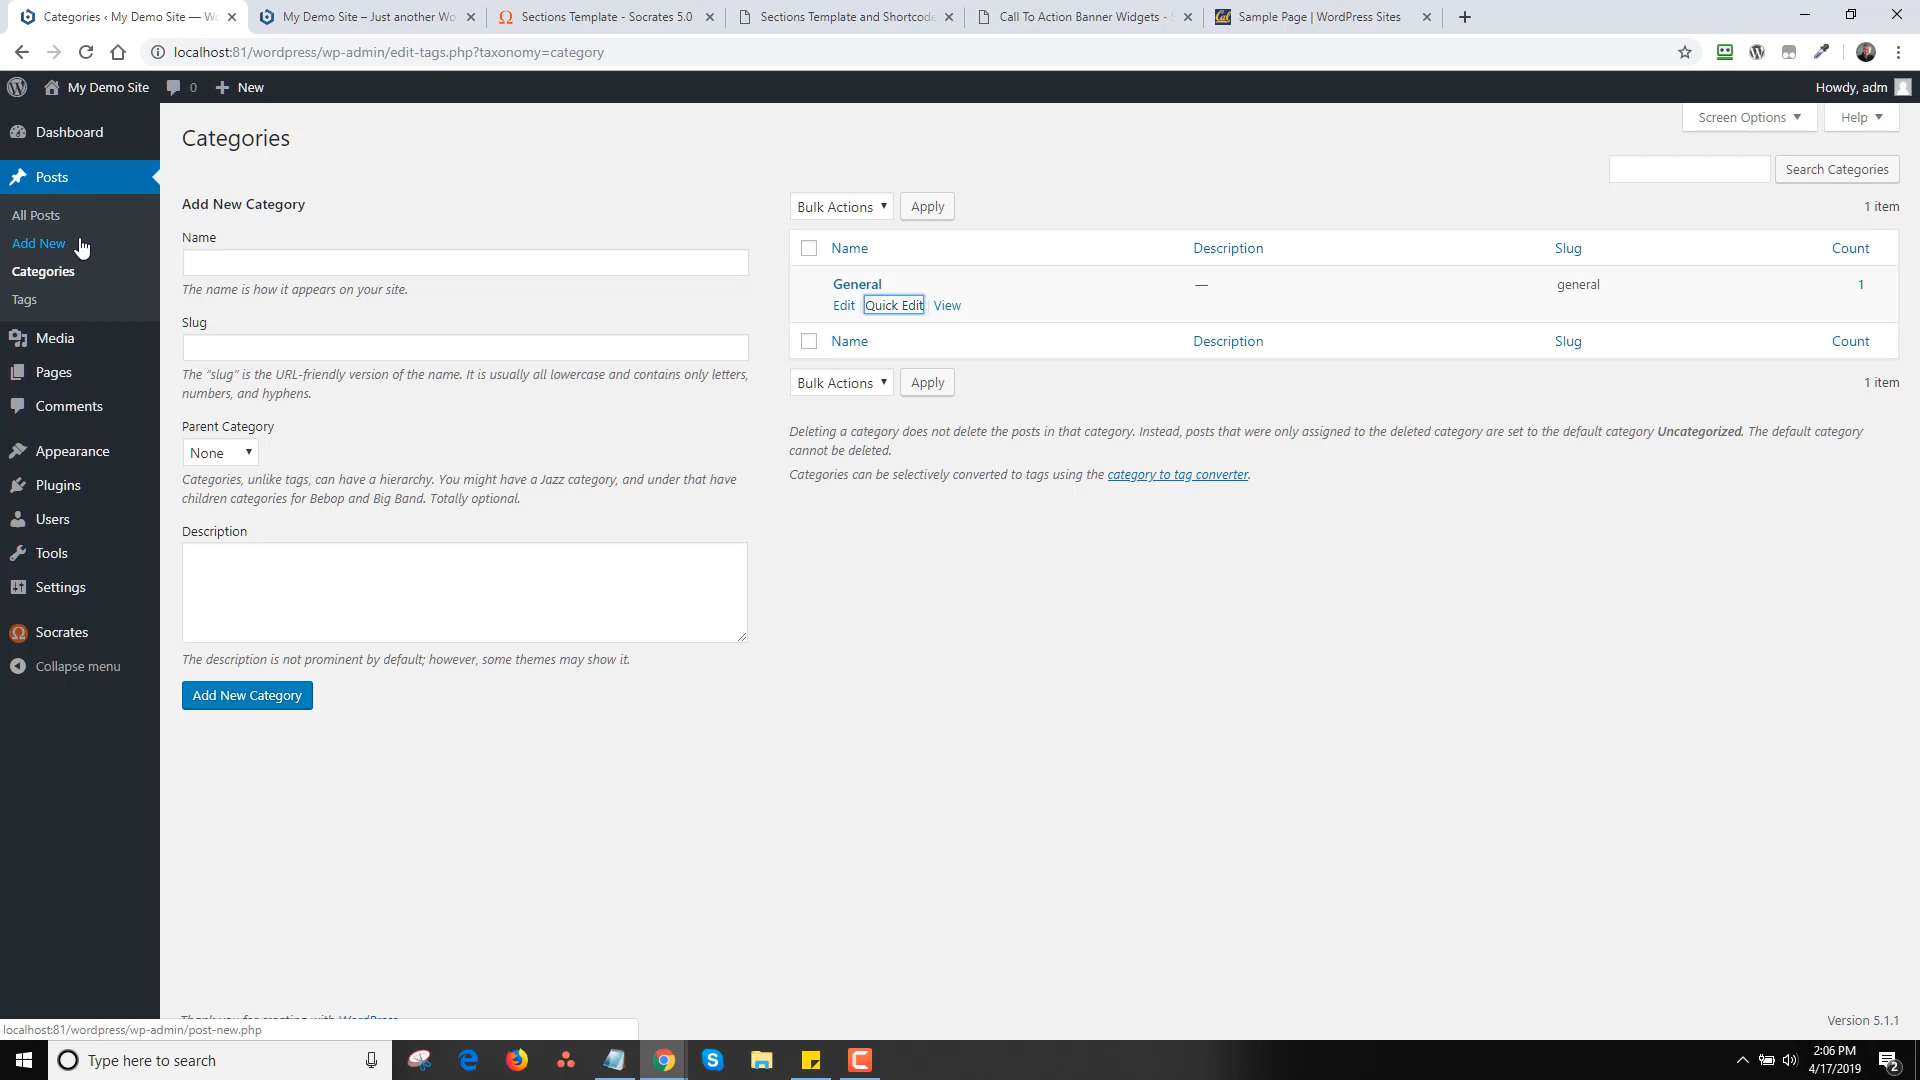 Categories ‹ My Demo Site — Wo
My Demo Site – Just another Wo
Sections Template - Socrates 5.0
Sections Template and Shortcode
Call To Action Banner Widgets - S
Cal
Sample Page | WordPress Sites
localhost:81/wordpress/wp-admin/edit-tags.php?taxonomy=category
My Demo Site
0
New
Howdy, adm
Dashboard
Posts
All Posts
Add New
Categories
Tags
Media
Pages
Comments
Appearance
Plugins
Users
Tools
Settings
Socrates
Collapse menu
Categories
Screen Options
Help
Search Categories
Add New Category
Name
The name is how it appears on your site.
Slug
The “slug” is the URL-friendly version of the name. It is usually all lowercase and contains only letters,
numbers, and hyphens.
Parent Category
None
Categories, unlike tags, can have a hierarchy. You might have a Jazz category, and under that have
children categories for Bebop and Big Band. Totally optional.
Description
The description is not prominent by default; however, some themes may show it.
Add New Category
Bulk Actions
Apply
1 item
Name
Description
Slug
Count
General
—
general
1
Edit | Quick Edit | View
Name
Description
Slug
Count
Bulk Actions
Apply
1 item
Deleting a category does not delete the posts in that category. Instead, posts that were only assigned to the deleted category are set to the default category Uncategorized. The default category
cannot be deleted.
Categories can be selectively converted to tags using the category to tag converter.
Thank you for creating with WordPress
Version 5.1.1
localhost:81/wordpress/wp-admin/post-new.php
Type here to search
2:06 PM
4/17/2019
2